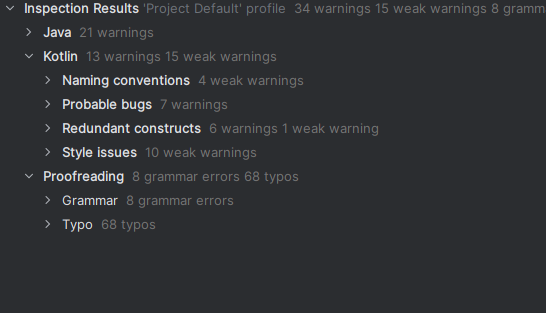 Inspection Results 'Project Default' profile 34 warnings 15 weak warnings 8 gramm
Java 21 warnings
Kotlin 13 warnings 15 weak warnings
Naming conventions 4 weak warnings
Probable bugs 7 warnings
Redundant constructs 6 warnings 1 weak warning
Style issues 10 weak warnings
Proofreading 8 grammar errors 68 typos
Grammar 8 grammar errors
Typo 68 typos